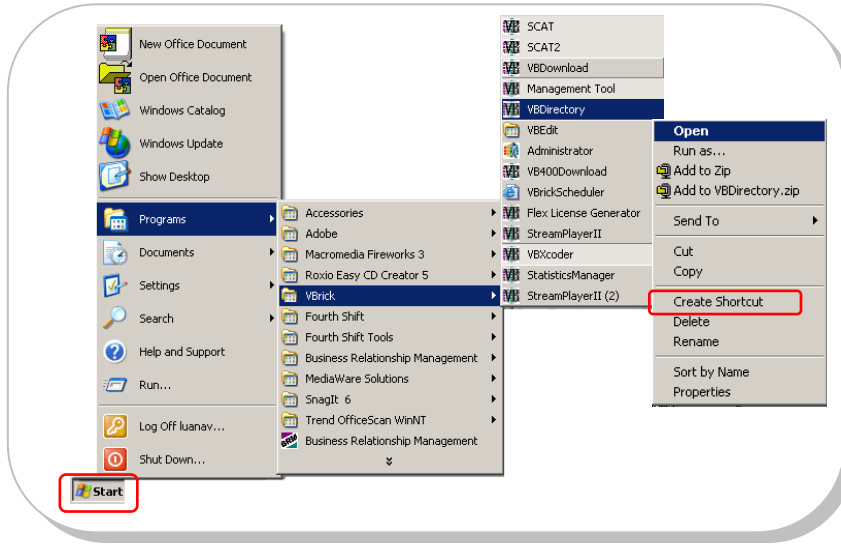 New Office Document
Open Office Document
Windows Catalog
Windows Update
Show Desktop
Programs
Documents
Settings
Search
Help and Support
Run...
Log Off luanav...
Shut Down...
Start
Accessories
Adobe
Macromedia Fireworks 3
Roxio Easy CD Creator 5
VBrick
Fourth Shift
Fourth Shift Tools
Business Relationship Management
MediaWare Solutions
SnagIt 6
Trend OfficeScan WinNT
Business Relationship Management
SCAT
SCAT2
VBDownload
Management Tool
VBDirectory
VBEdit
Administrator
VB400Download
VBrickScheduler
Flex License Generator
StreamPlayerII
VBXcoder
StatisticsManager
StreamPlayerII (2)
Open
Run as...
Add to Zip
Add to VBDirectory.zip
Send To
Cut
Copy
Create Shortcut
Delete
Rename
Sort by Name
Properties